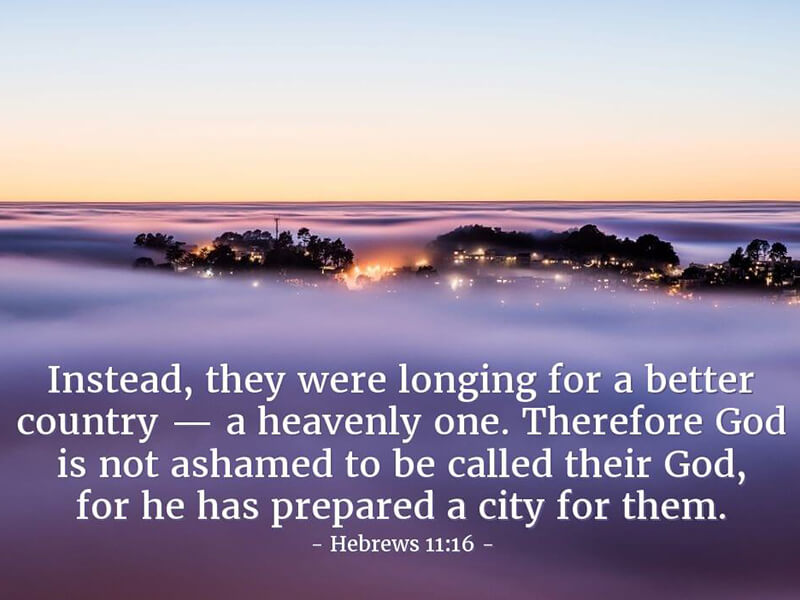 Instead, they were longing for a better
country — a heavenly one. Therefore God
is not ashamed to be called their God,
for he has prepared a city for them.
- Hebrews 11:16 -